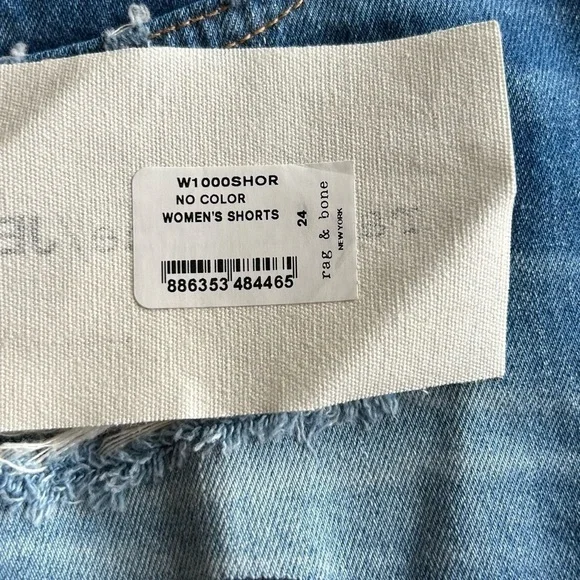 W1000SHOR
NO COLOR
WOMEN'S SHORTS
24
rag & bone
NEW YORK
886353 484465